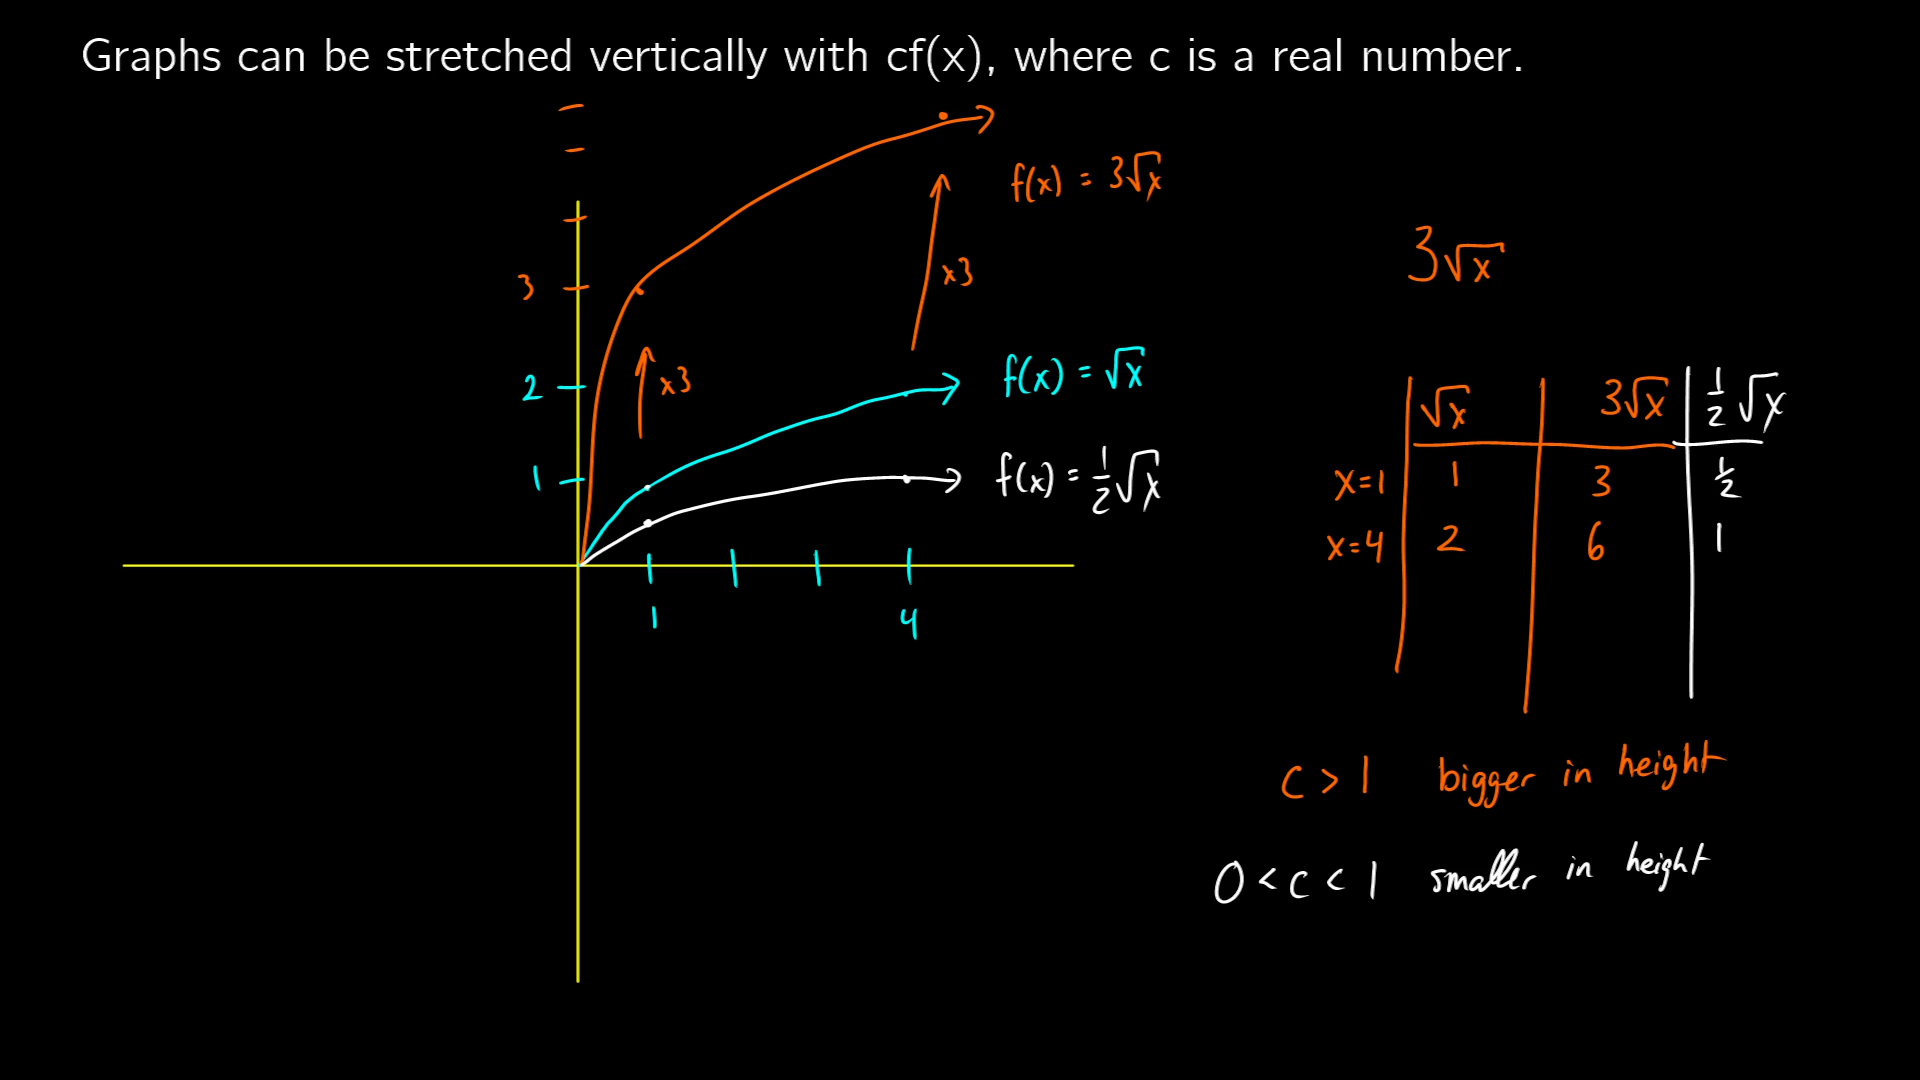 Graphs can be stretched vertically with cf(x), where c is a real number.
f(x) = 3√x
3√x
3
x3
2
x3
f(x) = √x
1
f(x) = ½√x
1 4
√x 3√x ½√x
x=1 1 3 ½
x=4 2 6 1
c > 1 bigger in height
0 < c < 1 smaller in height